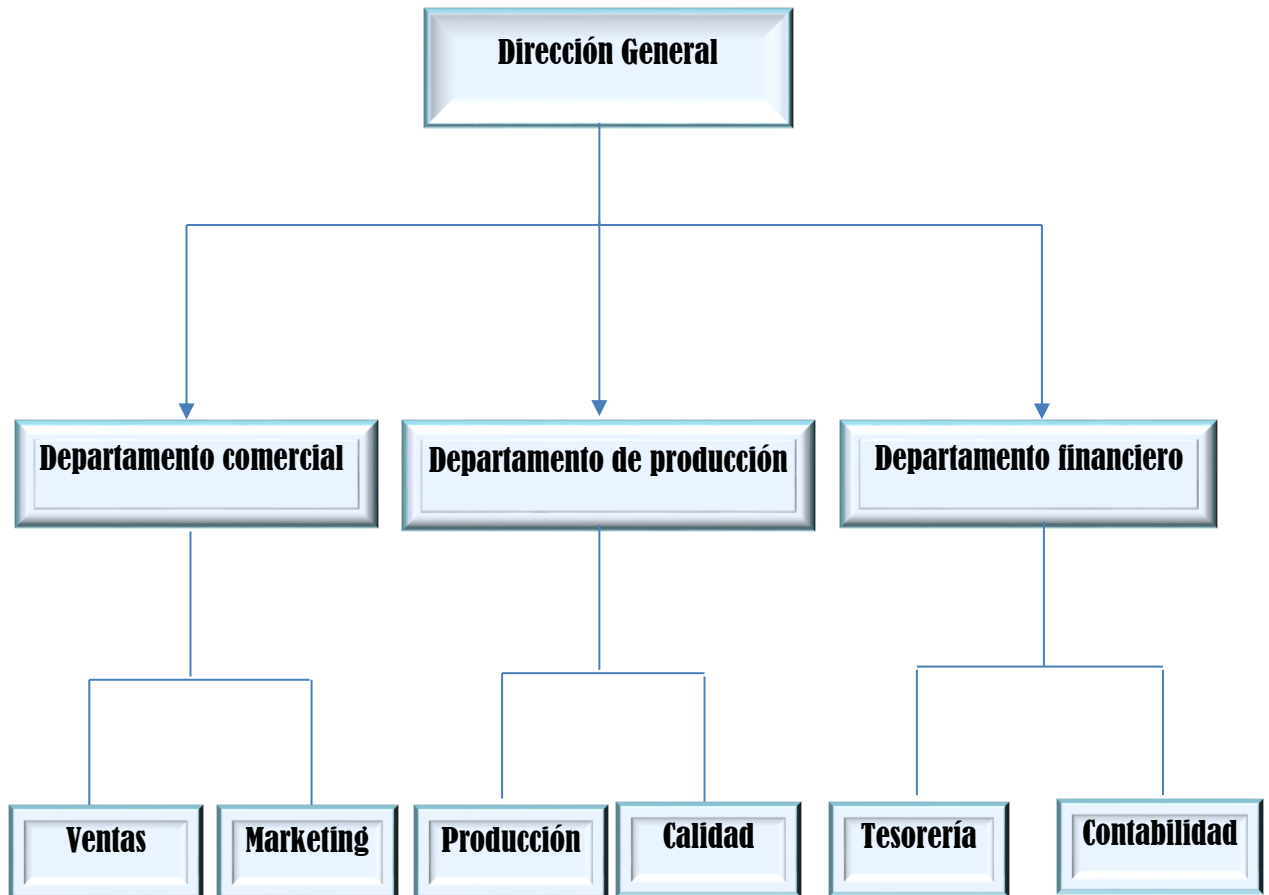 Dirección General
Departamento comercial
Departamento de producción
Departamento financiero
Ventas
Marketing
Producción
Calidad
Tesorería
Contabilidad